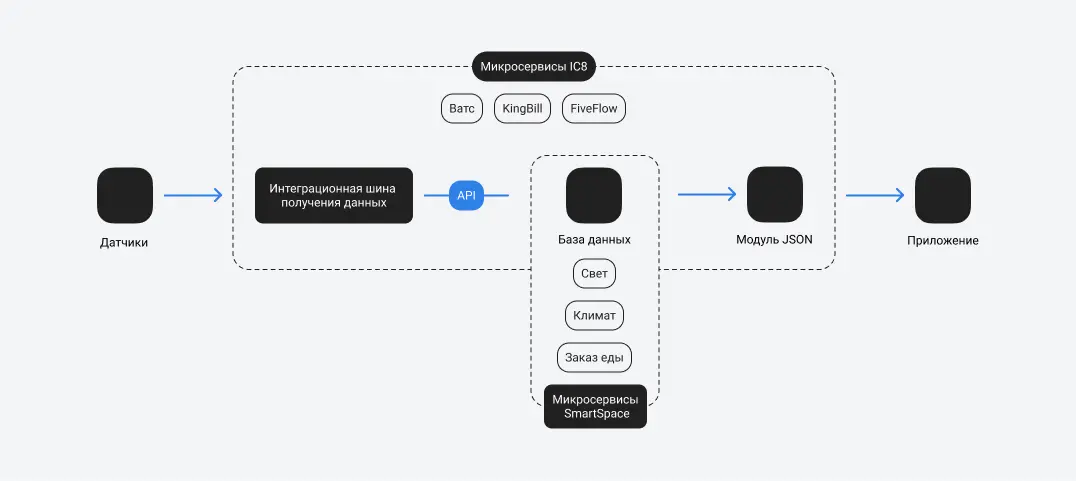 Микросервисы IC8
Ватс
KingBill
FiveFlow
Датчики
Интеграционная шина
получения данных
API
База данных
Модуль JSON
Приложение
Свет
Климат
Заказ еды
Микросервисы
SmartSpace